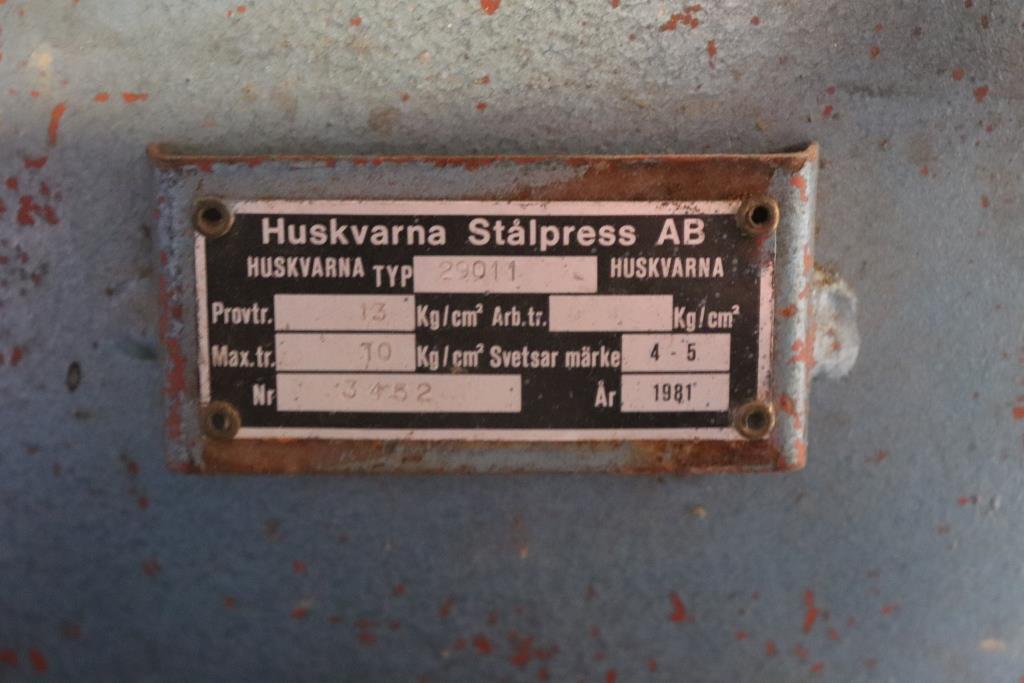 Huskvarna Stålpress AB
HUSKVARNA TYP 29011 HUSKVARNA
Provtr. 13 Kg/cm² Arb.tr. Kg/cm²
Max.tr. 10 Kg/cm² Svetsar märke 4 - 5
Nr 3452 År 1981